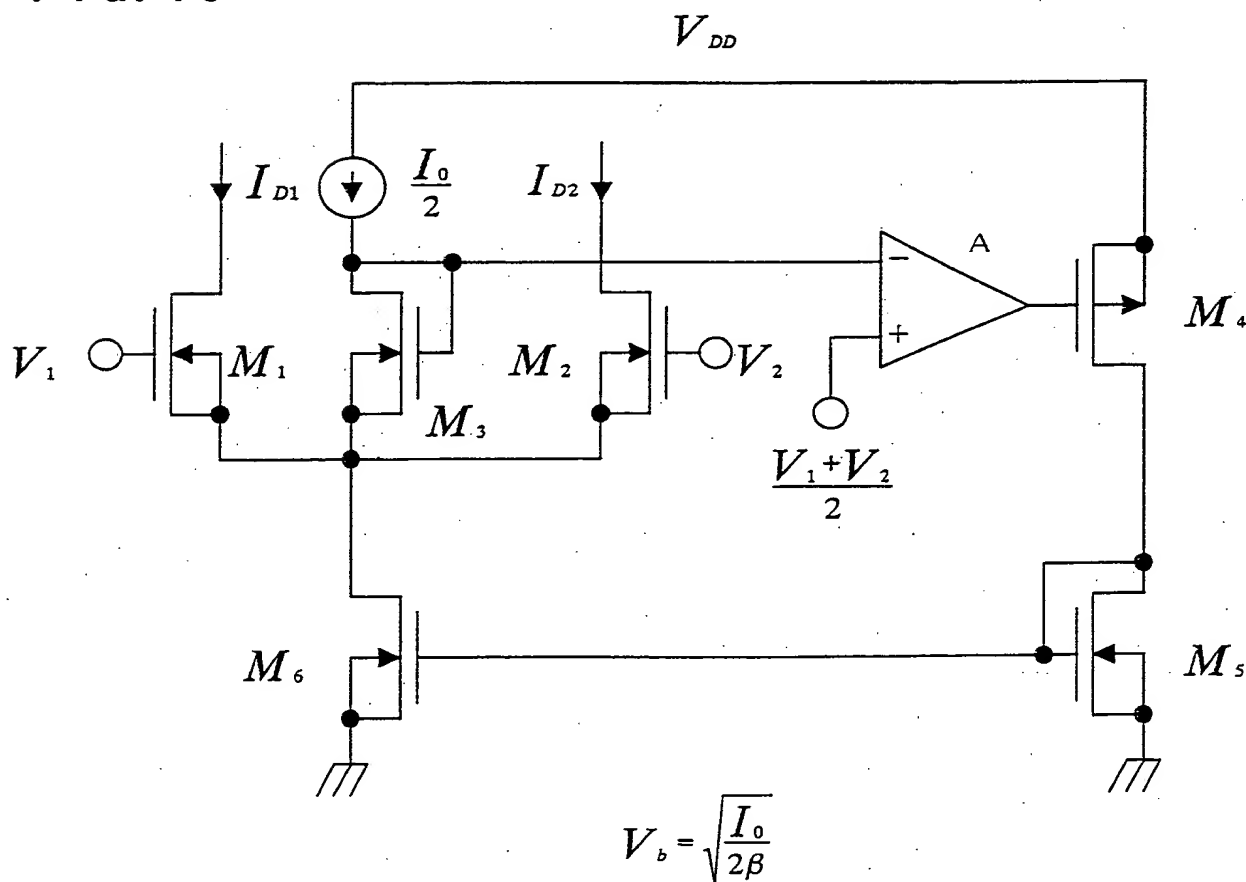 V_DD
I_D1
I_0/2
I_D2
A
−
+
M_4
V_1
M_1
M_2
V_2
M_3
(V_1+V_2)/2
M_6
M_5
V_b = √(I_0/2β)